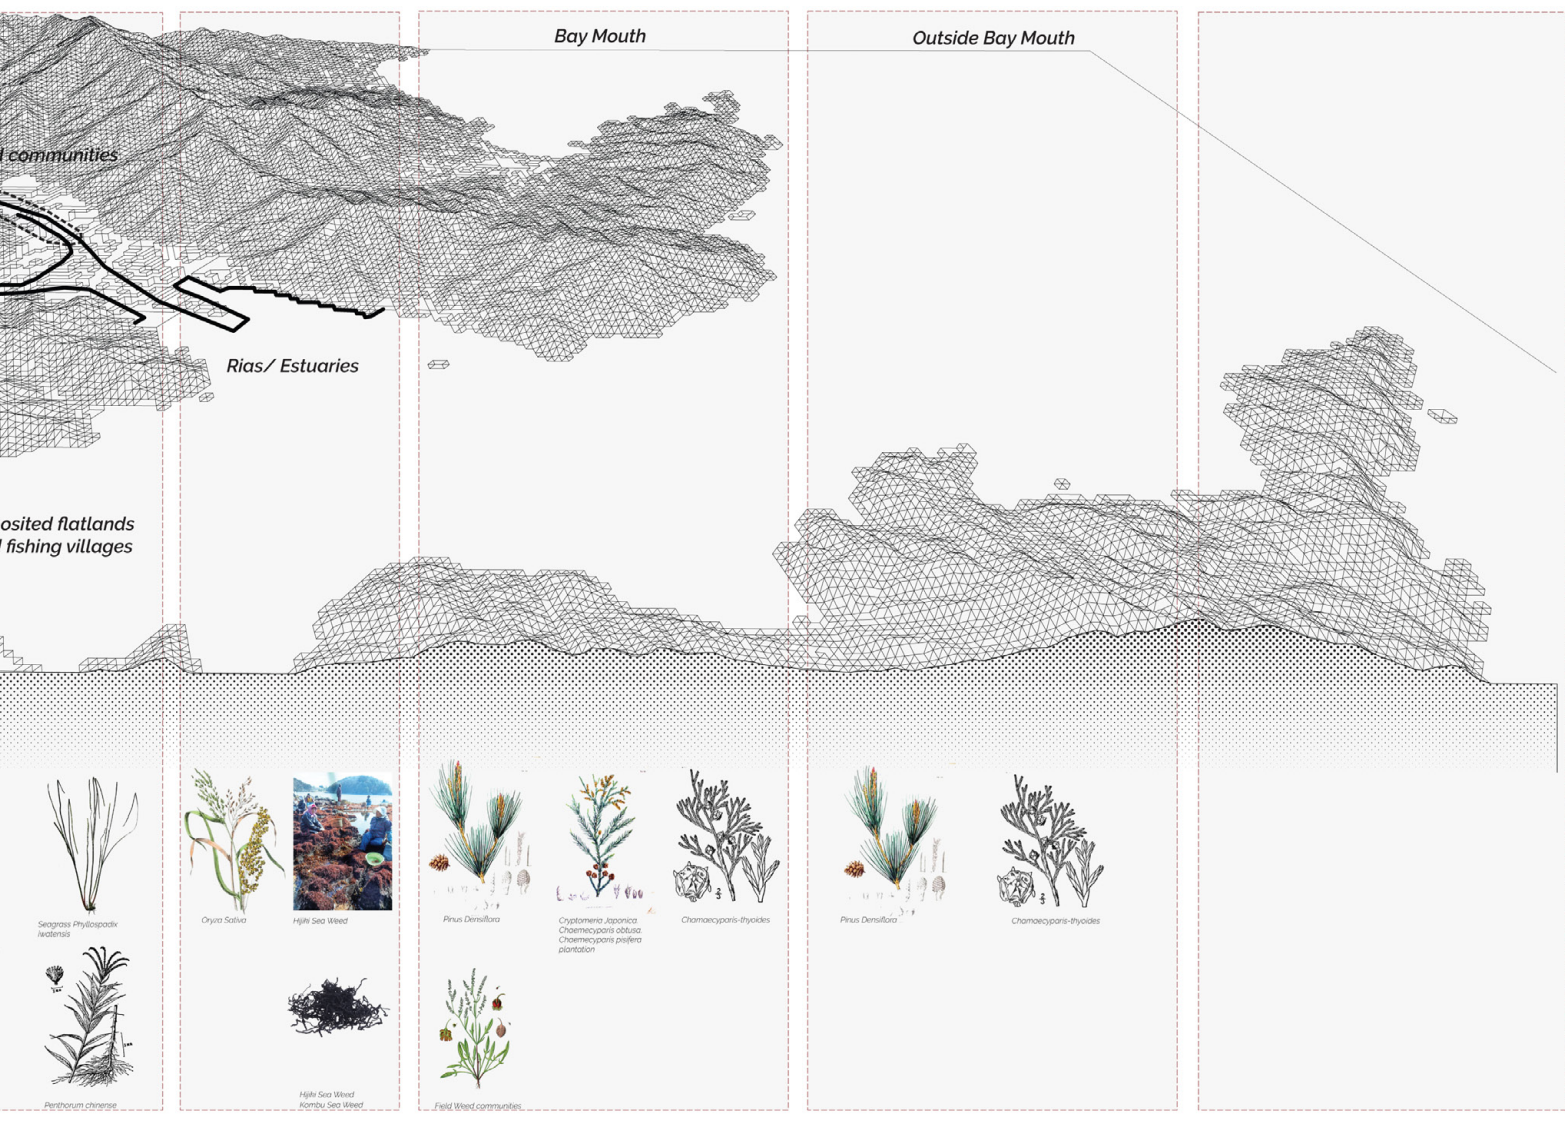 Bay Mouth
Outside Bay Mouth
communities
Rias/ Estuaries
osited flatlands
fishing villages
Seagrass Phyllospadix
iwatensis
Oryza Sativa
Hijiki Sea Weed
Pinus Densiflora
Cryptomeria Japonica.
Chaemecyparis obtusa.
Chaemecyparis pisifera
plantation
Chamaecyparis-thyoides
Pinus Densiflora
Chamaecyparis-thyoides
Penthorum chinense
Hijiki Sea Weed
Kombu Sea Weed
Field Weed communities